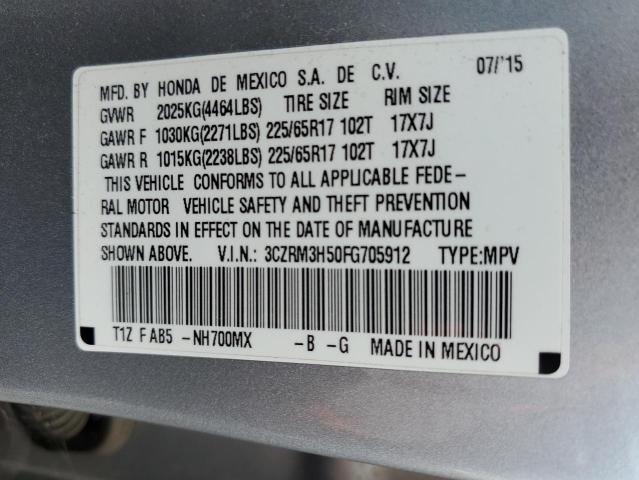 MFD. BY HONDA DE MEXICO S.A. DE C.V. 07/'15
GVWR 2025KG(4464LBS) TIRE SIZE RIM SIZE
GAWR F 1030KG(2271LBS) 225/65R17 102T 17X7J
GAWR R 1015KG(2238LBS) 225/65R17 102T 17X7J
THIS VEHICLE CONFORMS TO ALL APPLICABLE FEDE-
RAL MOTOR VEHICLE SAFETY AND THEFT PREVENTION
STANDARDS IN EFFECT ON THE DATE OF MANUFACTURE
SHOWN ABOVE. V.I.N.: 3CZRM3H50FG705912 TYPE:MPV
T1Z F AB5 -NH700MX -B -G MADE IN MEXICO